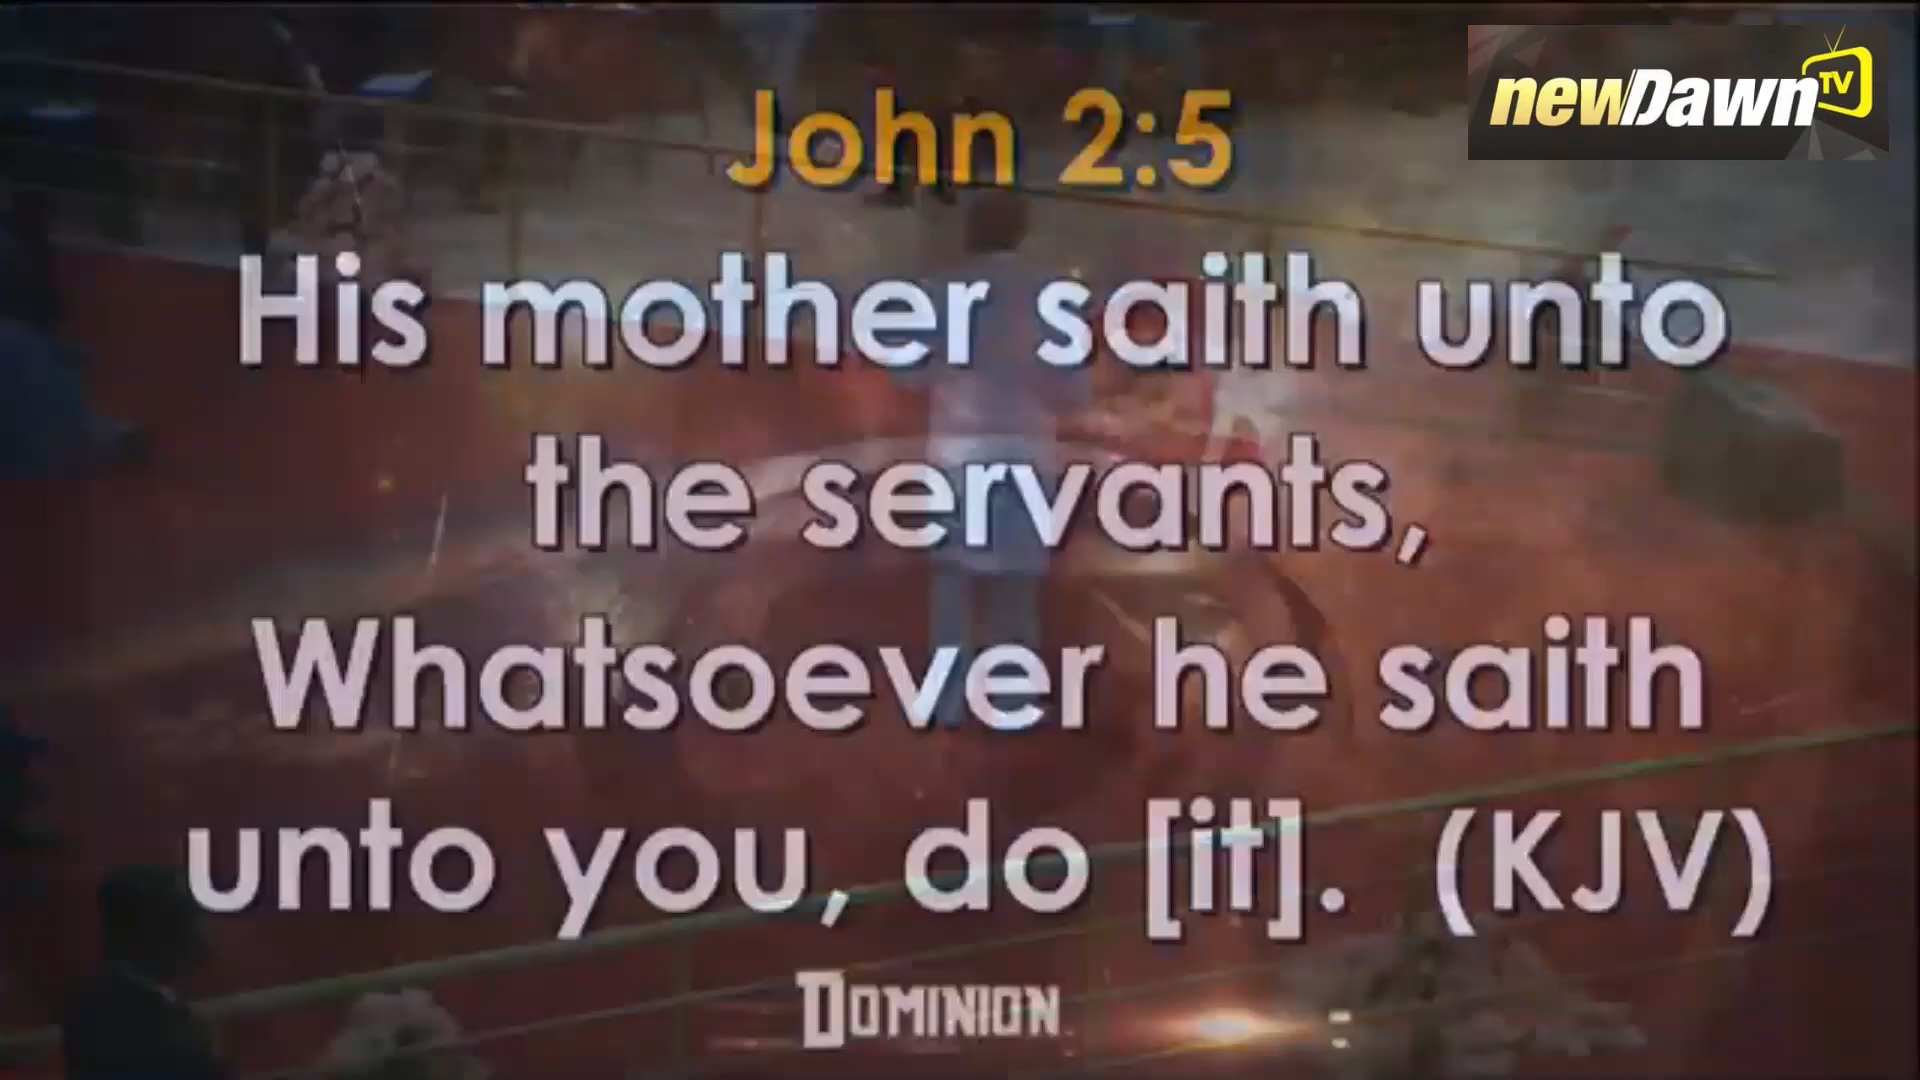 newDawn TV
John 2:5
His mother saith unto
the servants,
Whatsoever he saith
unto you, do [it]. (KJV)
DOMINION